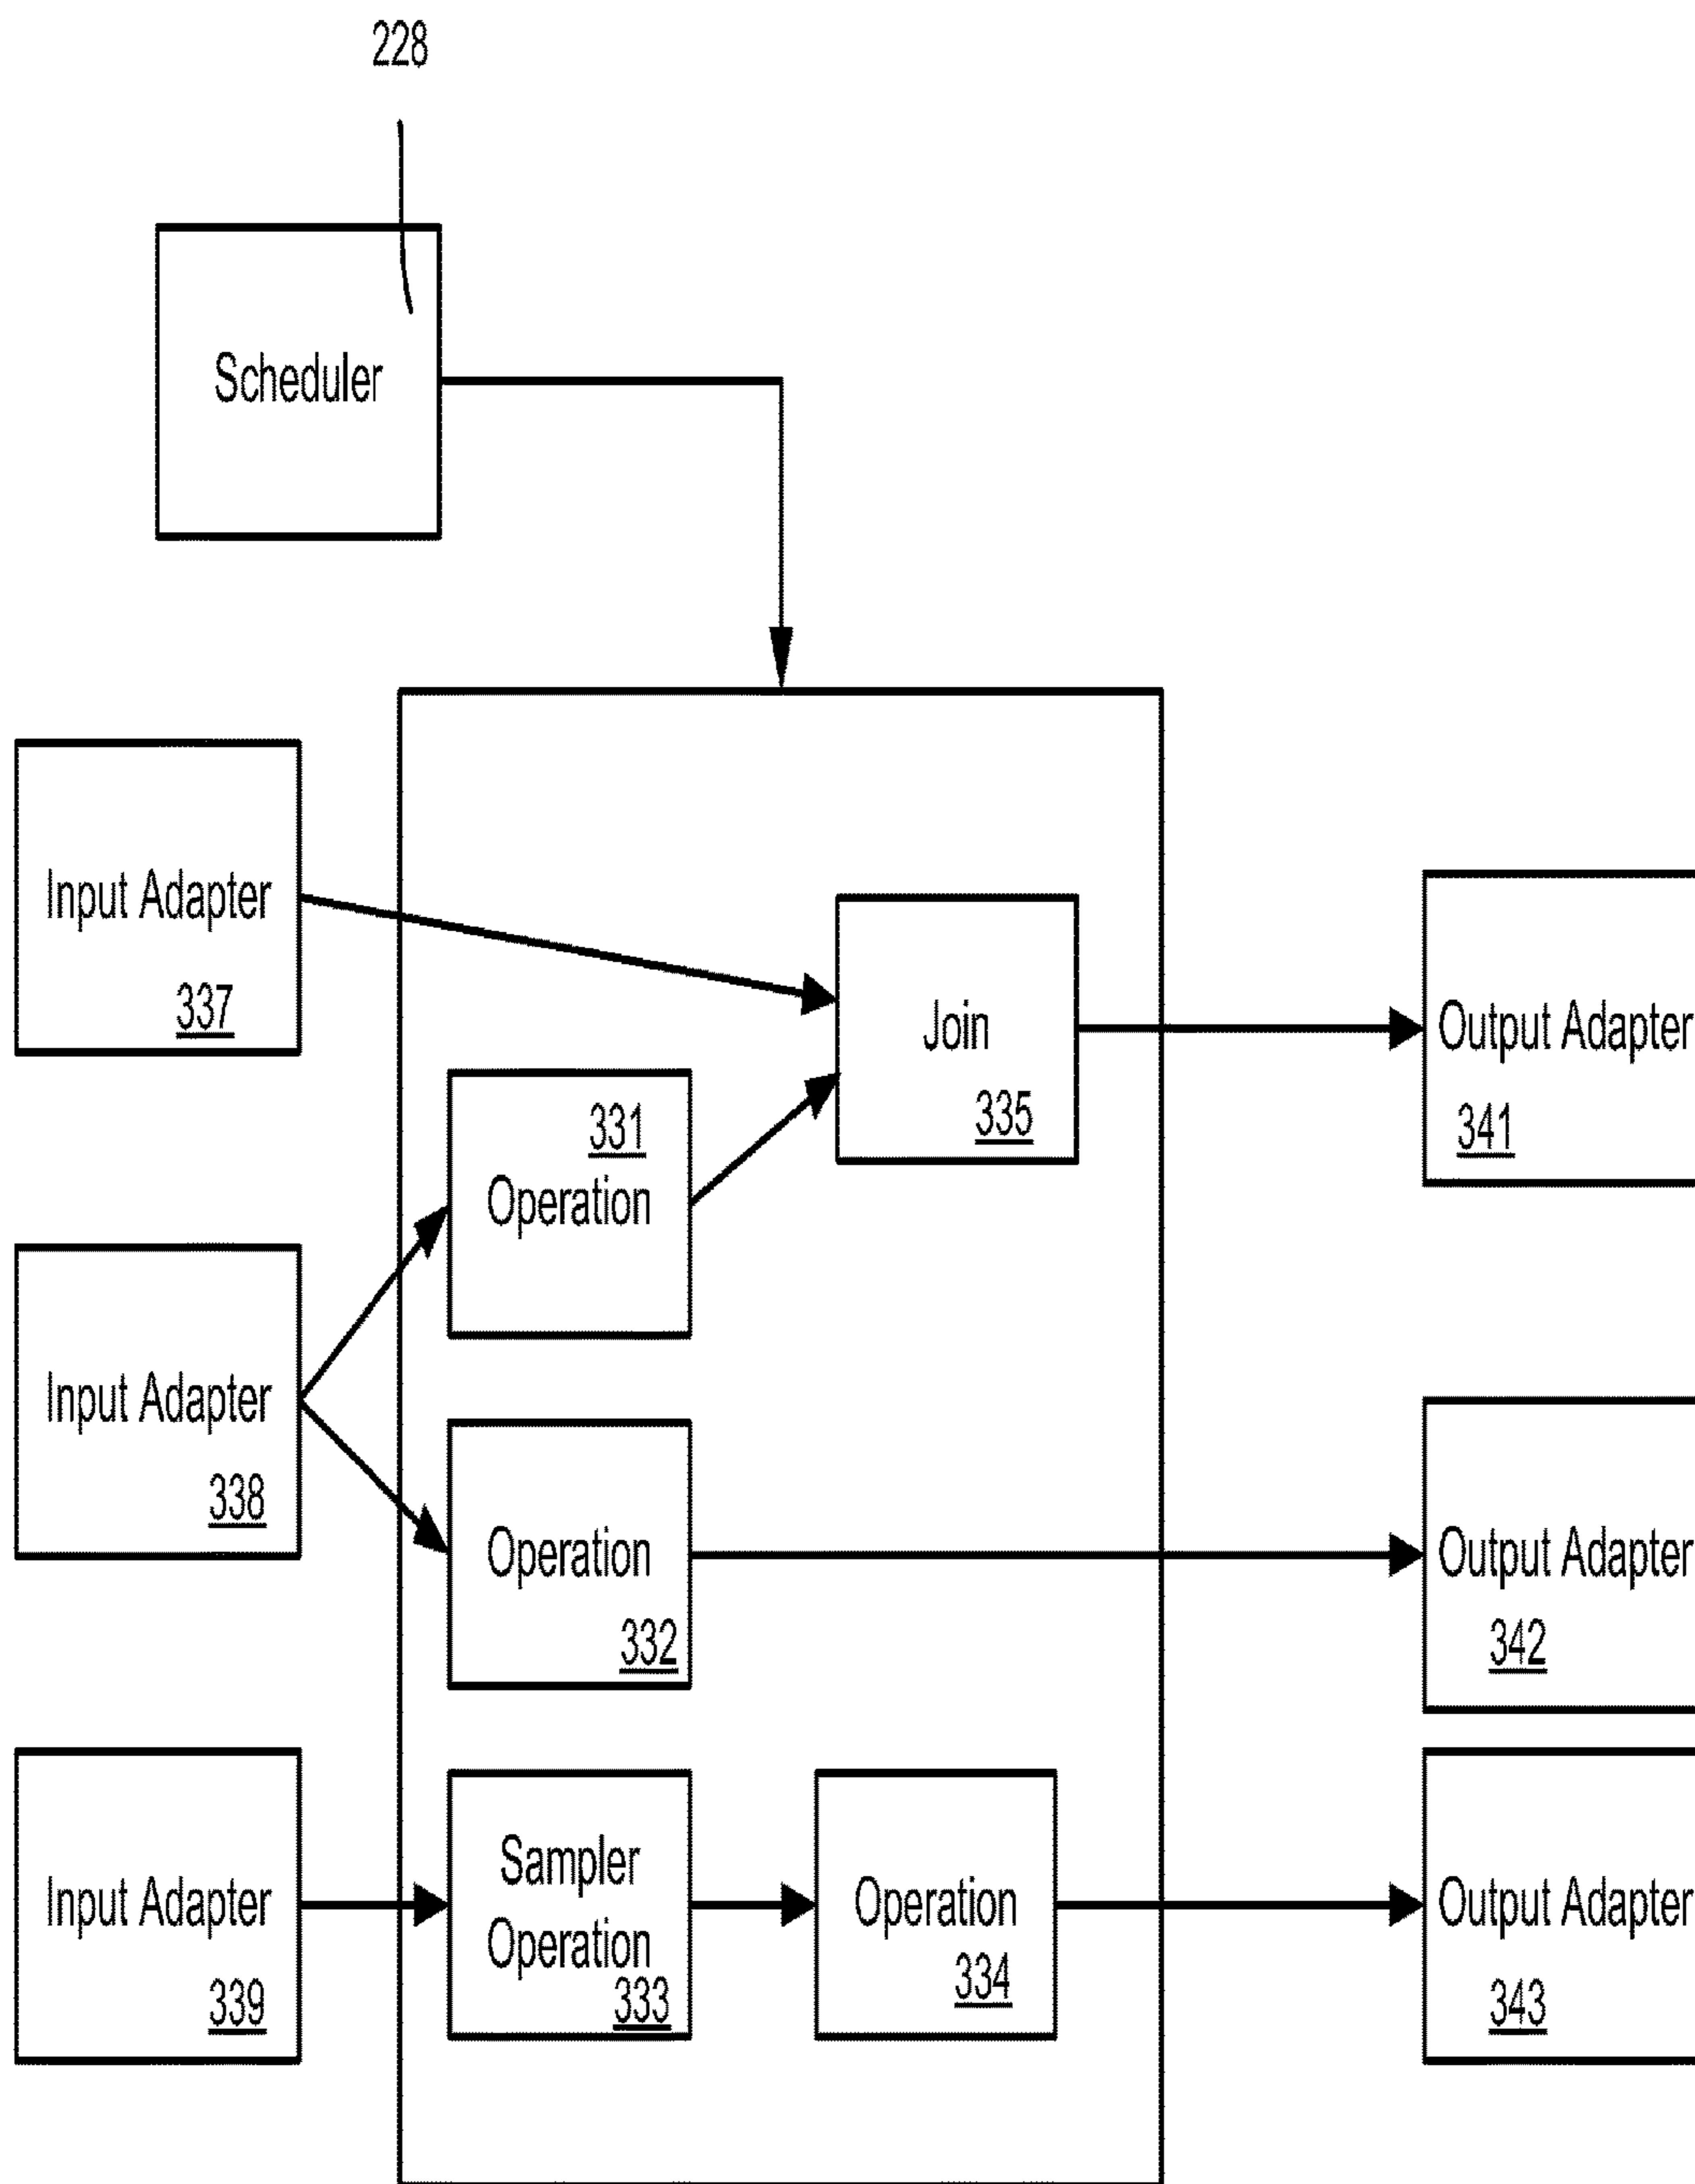 228
Scheduler
Input Adapter
337
Join
335
Output Adapter
341
331
Operation
Input Adapter
338
Operation
332
Output Adapter
342
Input Adapter
339
Sampler
Operation
333
Operation
334
Output Adapter
343